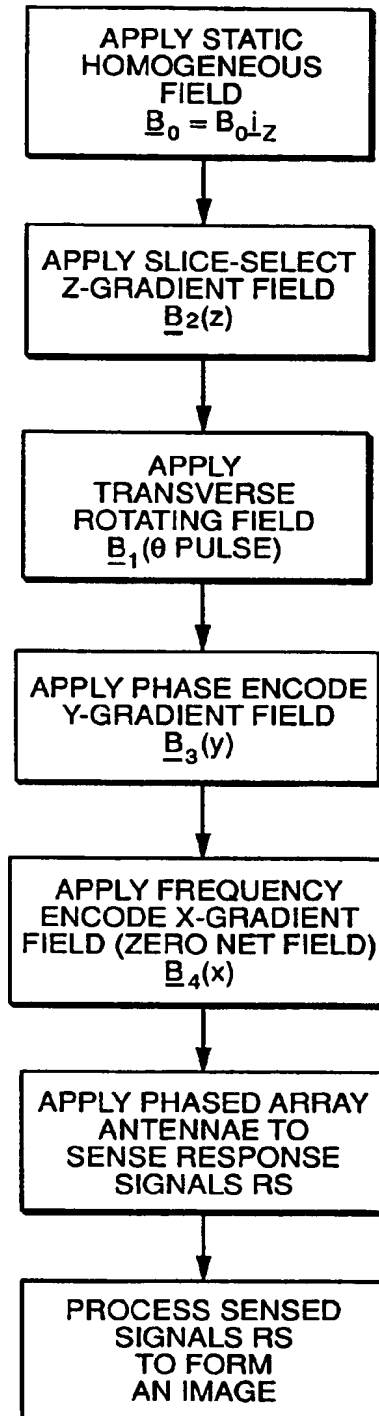 APPLY STATIC
HOMOGENEOUS
FIELD
B₀ = B₀i_Z
APPLY SLICE-SELECT
Z-GRADIENT FIELD
B₂(z)
APPLY
TRANSVERSE
ROTATING FIELD
B₁(θ PULSE)
APPLY PHASE ENCODE
Y-GRADIENT FIELD
B₃(y)
APPLY FREQUENCY
ENCODE X-GRADIENT
FIELD (ZERO NET FIELD)
B₄(x)
APPLY PHASED ARRAY
ANTENNAE TO
SENSE RESPONSE
SIGNALS RS
PROCESS SENSED
SIGNALS RS
TO FORM
AN IMAGE